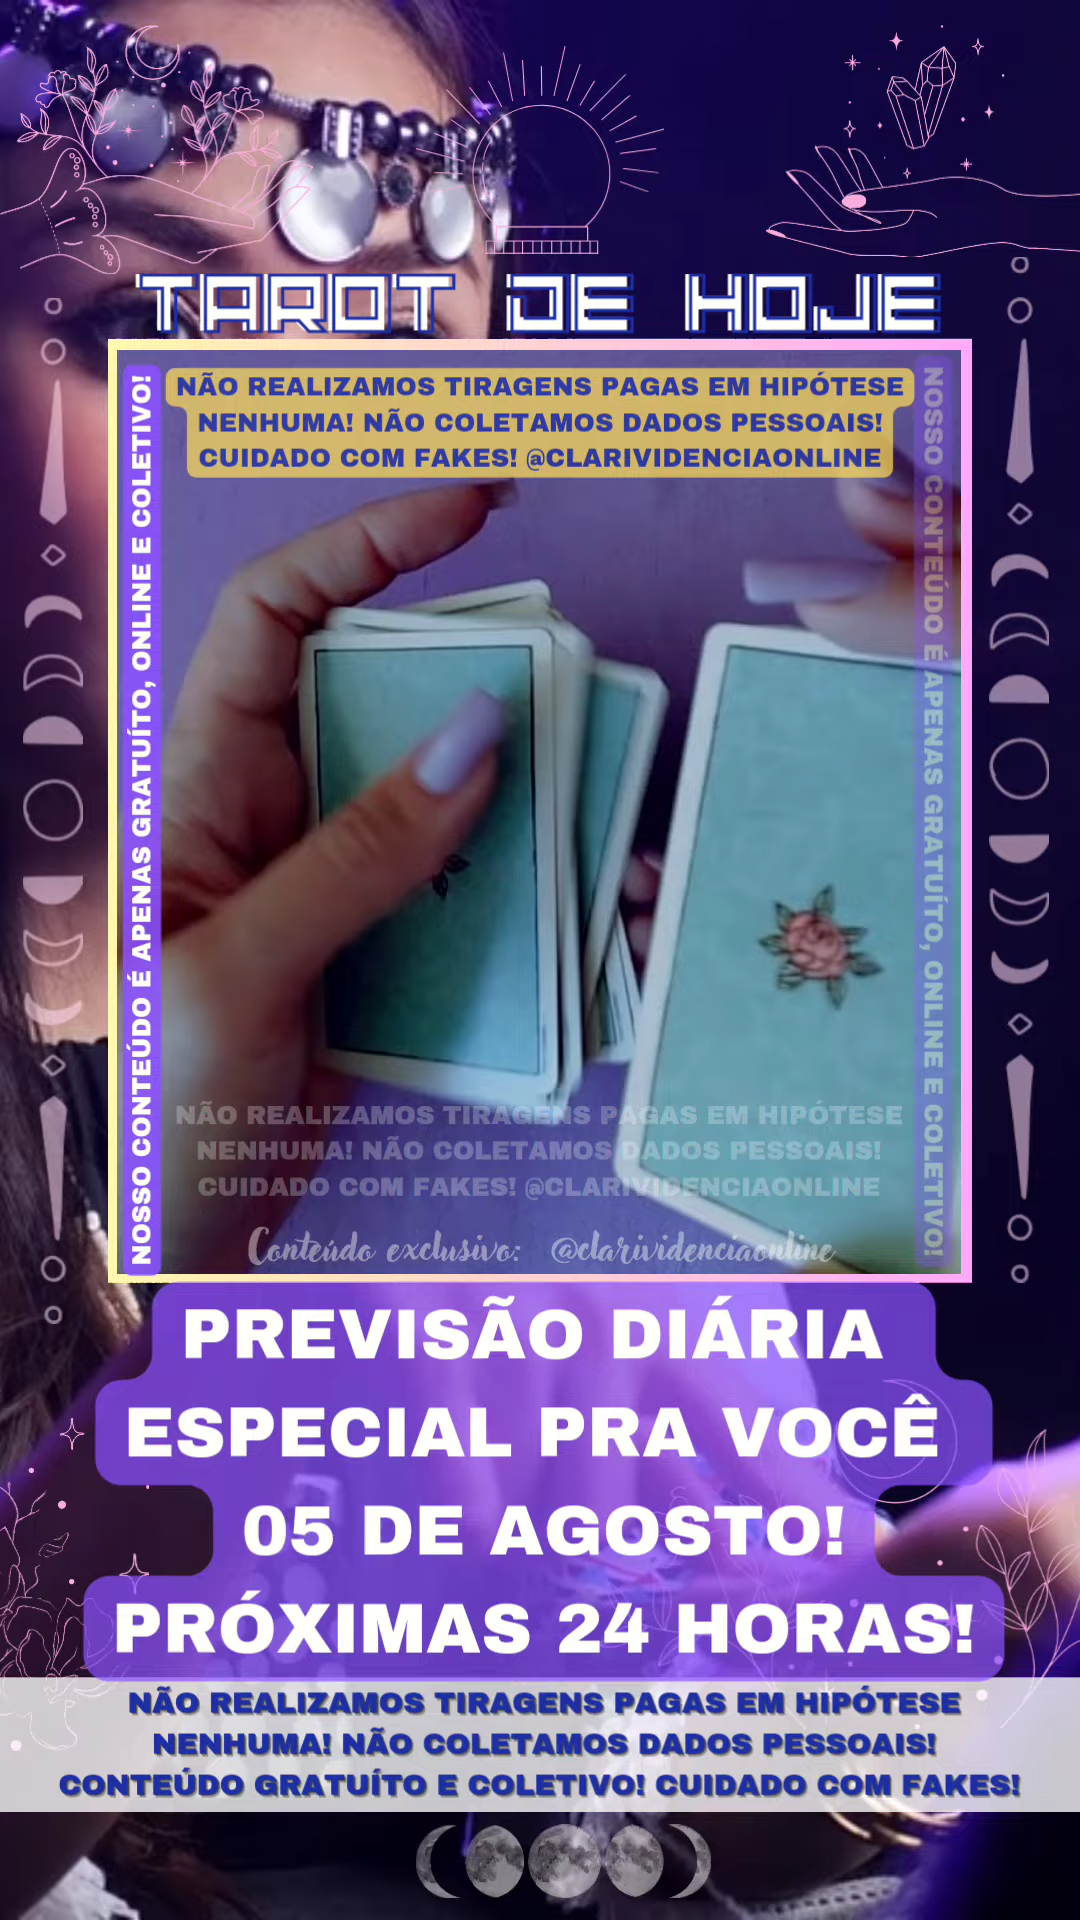 TAROT DE HOJE
NÃO REALIZAMOS TIRAGENS PAGAS EM HIPÓTESE
NENHUMA! NÃO COLETAMOS DADOS PESSOAIS!
CUIDADO COM FAKES! @CLARIVIDENCIAONLINE
NOSSO CONTEÚDO É APENAS GRATUÍTO, ONLINE E COLETIVO!
NOSSO CONTEÚDO É APENAS GRATUÍTO, ONLINE E COLETIVO!
NÃO REALIZAMOS TIRAGENS PAGAS EM HIPÓTESE
NENHUMA! NÃO COLETAMOS DADOS PESSOAIS!
CUIDADO COM FAKES! @CLARIVIDENCIAONLINE
Conteúdo exclusivo: @clarividenciaonline
PREVISÃO DIÁRIA
ESPECIAL PRA VOCÊ
05 DE AGOSTO!
PRÓXIMAS 24 HORAS!
NÃO REALIZAMOS TIRAGENS PAGAS EM HIPÓTESE
NENHUMA! NÃO COLETAMOS DADOS PESSOAIS!
CONTEÚDO GRATUÍTO E COLETIVO! CUIDADO COM FAKES!